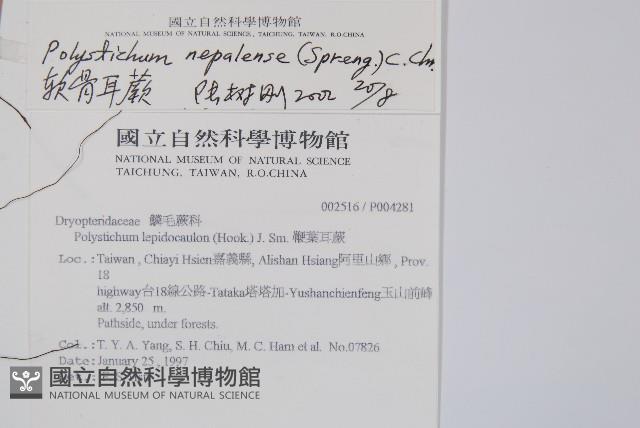 國立自然科學博物館
NATIONAL MUSEUM OF NATURAL SCIENCE, TAICHUNG, TAIWAN, R.O.CHINA
Polystichum nepalense (Spreng.) C. Chr.
软骨耳蕨 陆树刚 2002 20/8
國立自然科學博物館
NATIONAL MUSEUM OF NATURAL SCIENCE
TAICHUNG, TAIWAN, R.O.CHINA
002516 / P004281
Dryopteridaceae 鱗毛蕨科
Polystichum lepidocaulon (Hook.) J. Sm. 鞭葉耳蕨
Loc.: Taiwan, Chiayi Hsien嘉義縣, Alishan Hsiang阿里山鄉, Prov.
18
highway台18線公路-Tataka塔塔加-Yushanchienfeng玉山前峰
alt. 2,850 m.
Pathside, under forests.
Col.: T. Y. A. Yang, S. H. Chiu, M. C. Ham et al. No.07826
Date: January 25, 1997
國立自然科學博物館
NATIONAL MUSEUM OF NATURAL SCIENCE